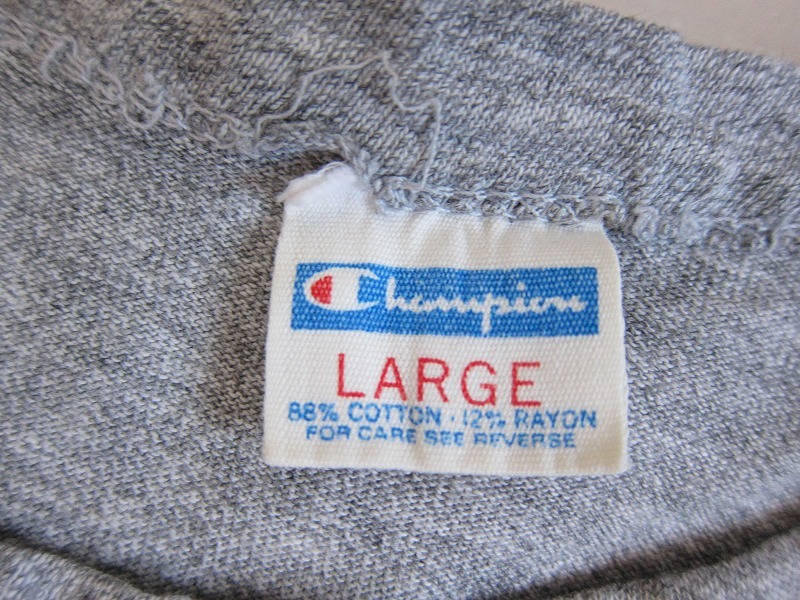 Champion
LARGE
88% COTTON · 12% RAYON
FOR CARE SEE REVERSE